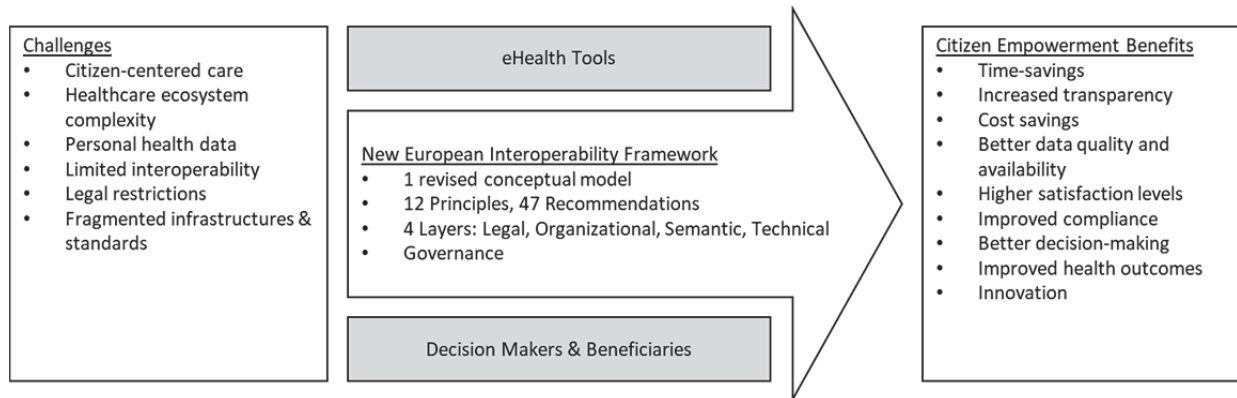 Challenges
• Citizen-centered care
• Healthcare ecosystem
complexity
• Personal health data
• Limited interoperability
• Legal restrictions
• Fragmented infrastructures &
standards
eHealth Tools
New European Interoperability Framework
• 1 revised conceptual model
• 12 Principles, 47 Recommendations
• 4 Layers: Legal, Organizational, Semantic, Technical
• Governance
Decision Makers & Beneficiaries
Citizen Empowerment Benefits
• Time-savings
• Increased transparency
• Cost savings
• Better data quality and
availability
• Higher satisfaction levels
• Improved compliance
• Better decision-making
• Improved health outcomes
• Innovation